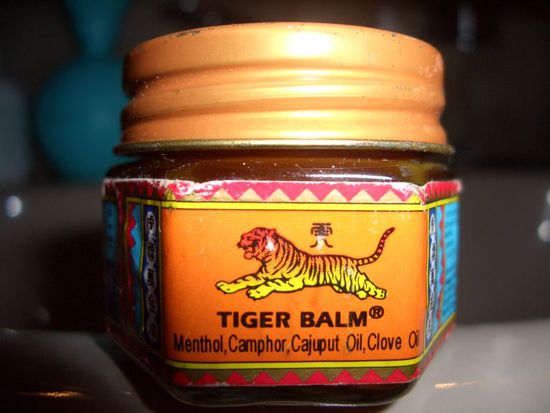 TIGER BALM®
Menthol,Camphor,Cajuput Oil,Clove Oil